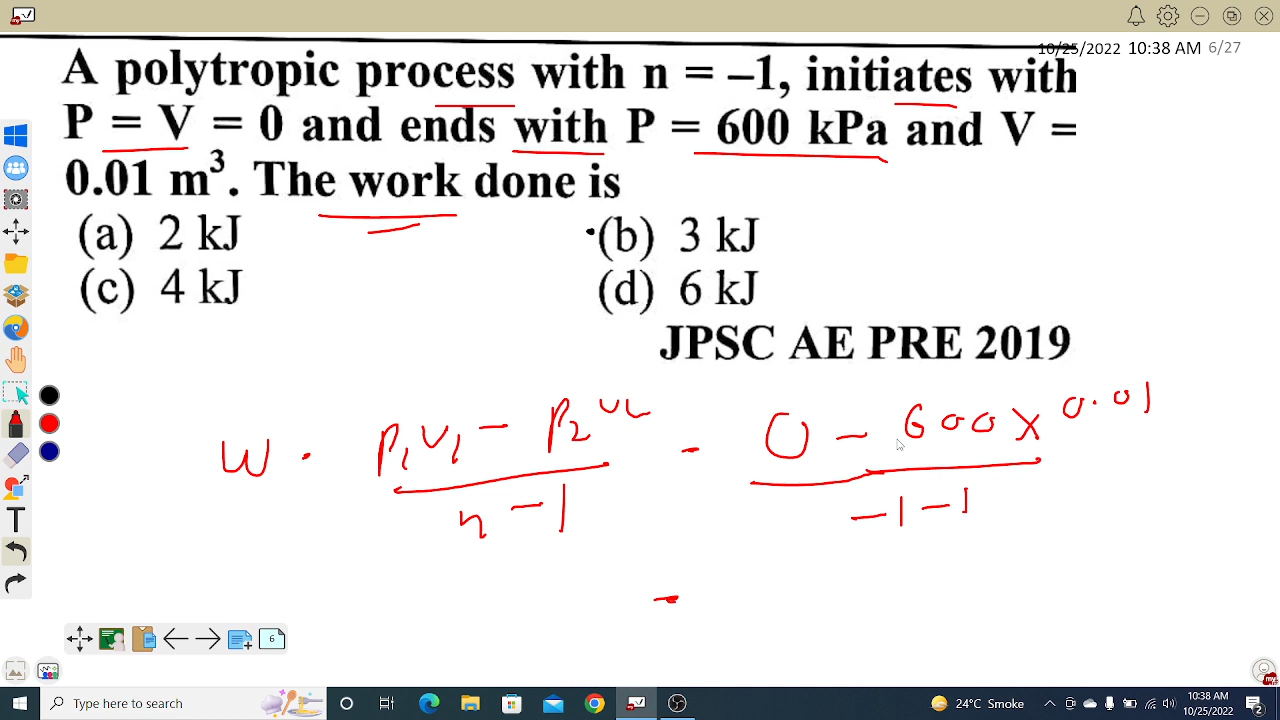 10/25/2022 10:38 AM 6/27
A polytropic process with n = –1, initiates with
P = V = 0 and ends with P = 600 kPa and V =
0.01 m³. The work done is
(a) 2 kJ (b) 3 kJ
(c) 4 kJ (d) 6 kJ
JPSC AE PRE 2019
W = P₁V₁ - P₂V₂ / n - 1 = 0 - 600 x 0.01 / -1 -1
=
T
6
Type here to search
24°C Smoke
10:38 AM
10/25/2022
2